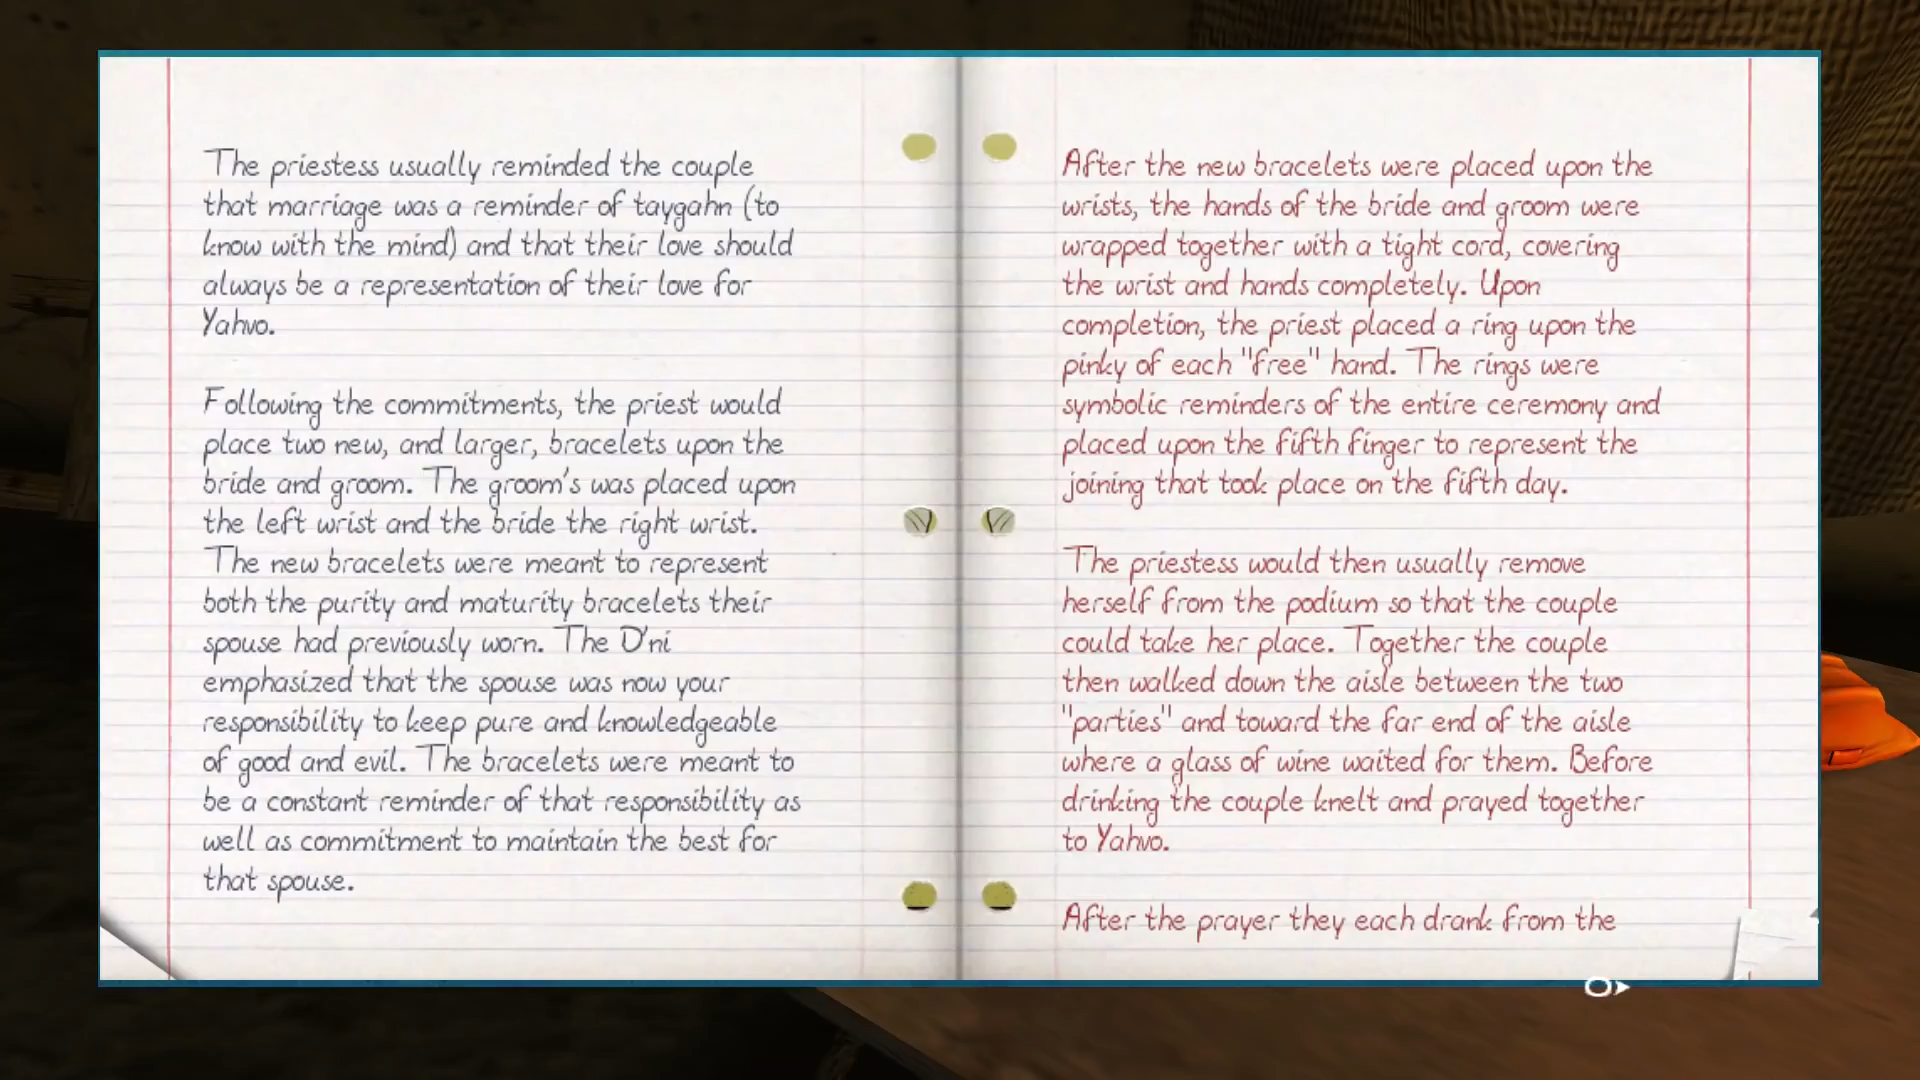 The priestess usually reminded the couple
that marriage was a reminder of taygahn (to
know with the mind) and that their love should
always be a representation of their love for
Yahvo.
Following the commitments, the priest would
place two new, and larger, bracelets upon the
bride and groom. The groom's was placed upon
the left wrist and the bride the right wrist.
The new bracelets were meant to represent
both the purity and maturity bracelets their
spouse had previously worn. The D'ni
emphasized that the spouse was now your
responsibility to keep pure and knowledgeable
of good and evil. The bracelets were meant to
be a constant reminder of that responsibility as
well as commitment to maintain the best for
that spouse.
After the new bracelets were placed upon the
wrists, the hands of the bride and groom were
wrapped together with a tight cord, covering
the wrist and hands completely. Upon
completion, the priest placed a ring upon the
pinky of each "free" hand. The rings were
symbolic reminders of the entire ceremony and
placed upon the fifth finger to represent the
joining that took place on the fifth day.
The priestess would then usually remove
herself from the podium so that the couple
could take her place. Together the couple
then walked down the aisle between the two
"parties" and toward the far end of the aisle
where a glass of wine waited for them. Before
drinking the couple knelt and prayed together
to Yahvo.
After the prayer they each drank from the